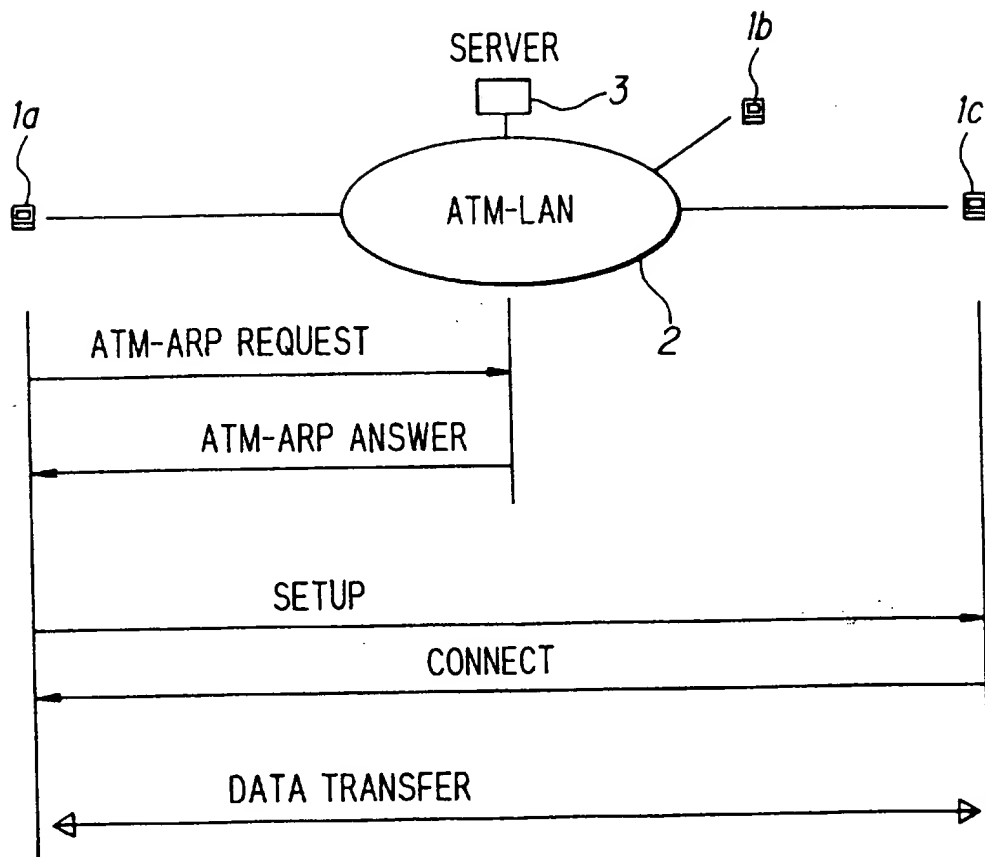 SERVER
1b
3
1a
1c
ATM-LAN
2
ATM-ARP REQUEST
ATM-ARP ANSWER
SETUP
CONNECT
DATA TRANSFER